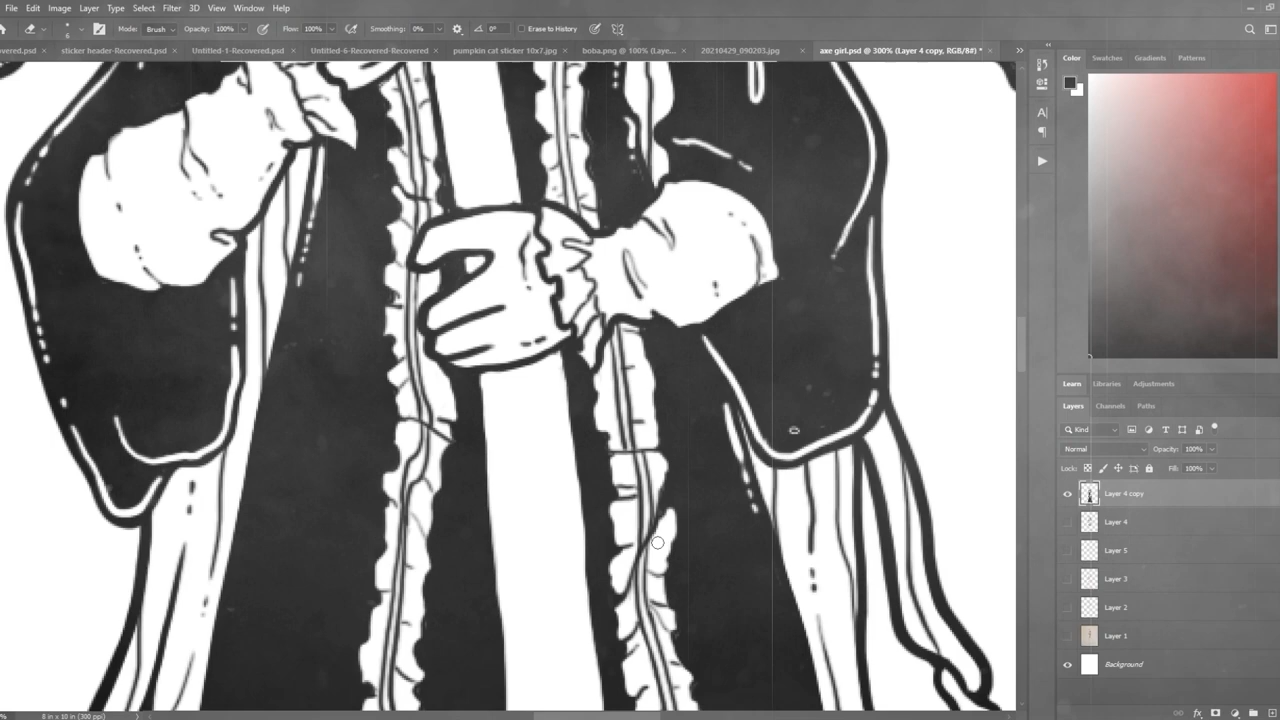 File Edit Image Layer Type Select Filter 3D View Window Help
6 Mode: Brush Opacity: 100% Flow: 100% Smoothing: 0% 0° Erase to History
overed.psd × sticker header-Recovered.psd × Untitled-1-Recovered.psd × Untitled-6-Recovered-Recovered × pumpkin cat sticker 10x7.jpg × boba.png @ 100% (Laye... × 20210429_090203.jpg × axe girl.psd @ 300% (Layer 4 copy, RGB/8#) * ×
Color Swatches Gradients Patterns
Learn Libraries Adjustments
Layers Channels Paths
Kind
Normal Opacity: 100%
Lock: Fill: 100%
Layer 4 copy
Layer 4
Layer 5
Layer 3
Layer 2
Layer 1
Background
fx
% 8 in x 10 in (300 ppi)